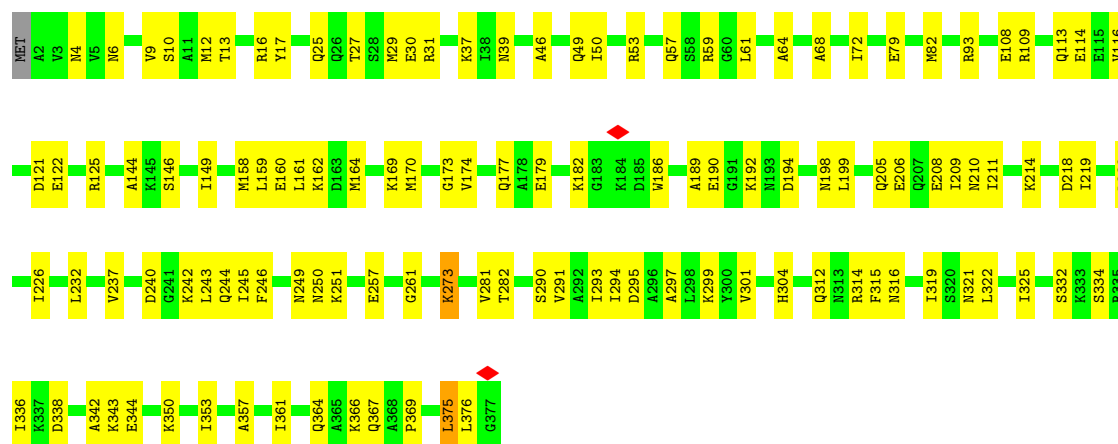 MET A2 V3 N4 V5 N6 V9 S10 A11 M12 T13 R16 Y17 Q25 Q26 T27 S28 M29 E30 R31 K37 I38 N39 A46 Q49 I50 R53 Q57 S58 R59 G60 L61 A64 A68 I72 E79 M82 R93 E108 R109 Q113 E114 E115
D121 E122 R125 A144 K145 S146 I149 M158 L159 E160 L161 K162 D163 M164 K169 M170 G173 V174 Q177 A178 E179 K182 G183 K184 D185 W186 A189 E190 G191 K192 N193 D194 N198 L199 Q205 E206 Q207 E208 I209 N210 I211 K214 D218 I219
I226 L232 V237 D240 G241 K242 L243 Q244 I245 F246 N249 N250 K251 E257 G261 K273 V281 T282 S290 V291 A292 I293 I294 D295 A296 A297 L298 K299 Y300 V301 H304 Q312 N313 R314 F315 N316 I319 S320 N321 L322 I325 S332 K333 S334
I336 K337 D338 A342 K343 E344 K350 I353 A357 I361 Q364 A365 K366 Q367 A368 P369 L375 L376 G377